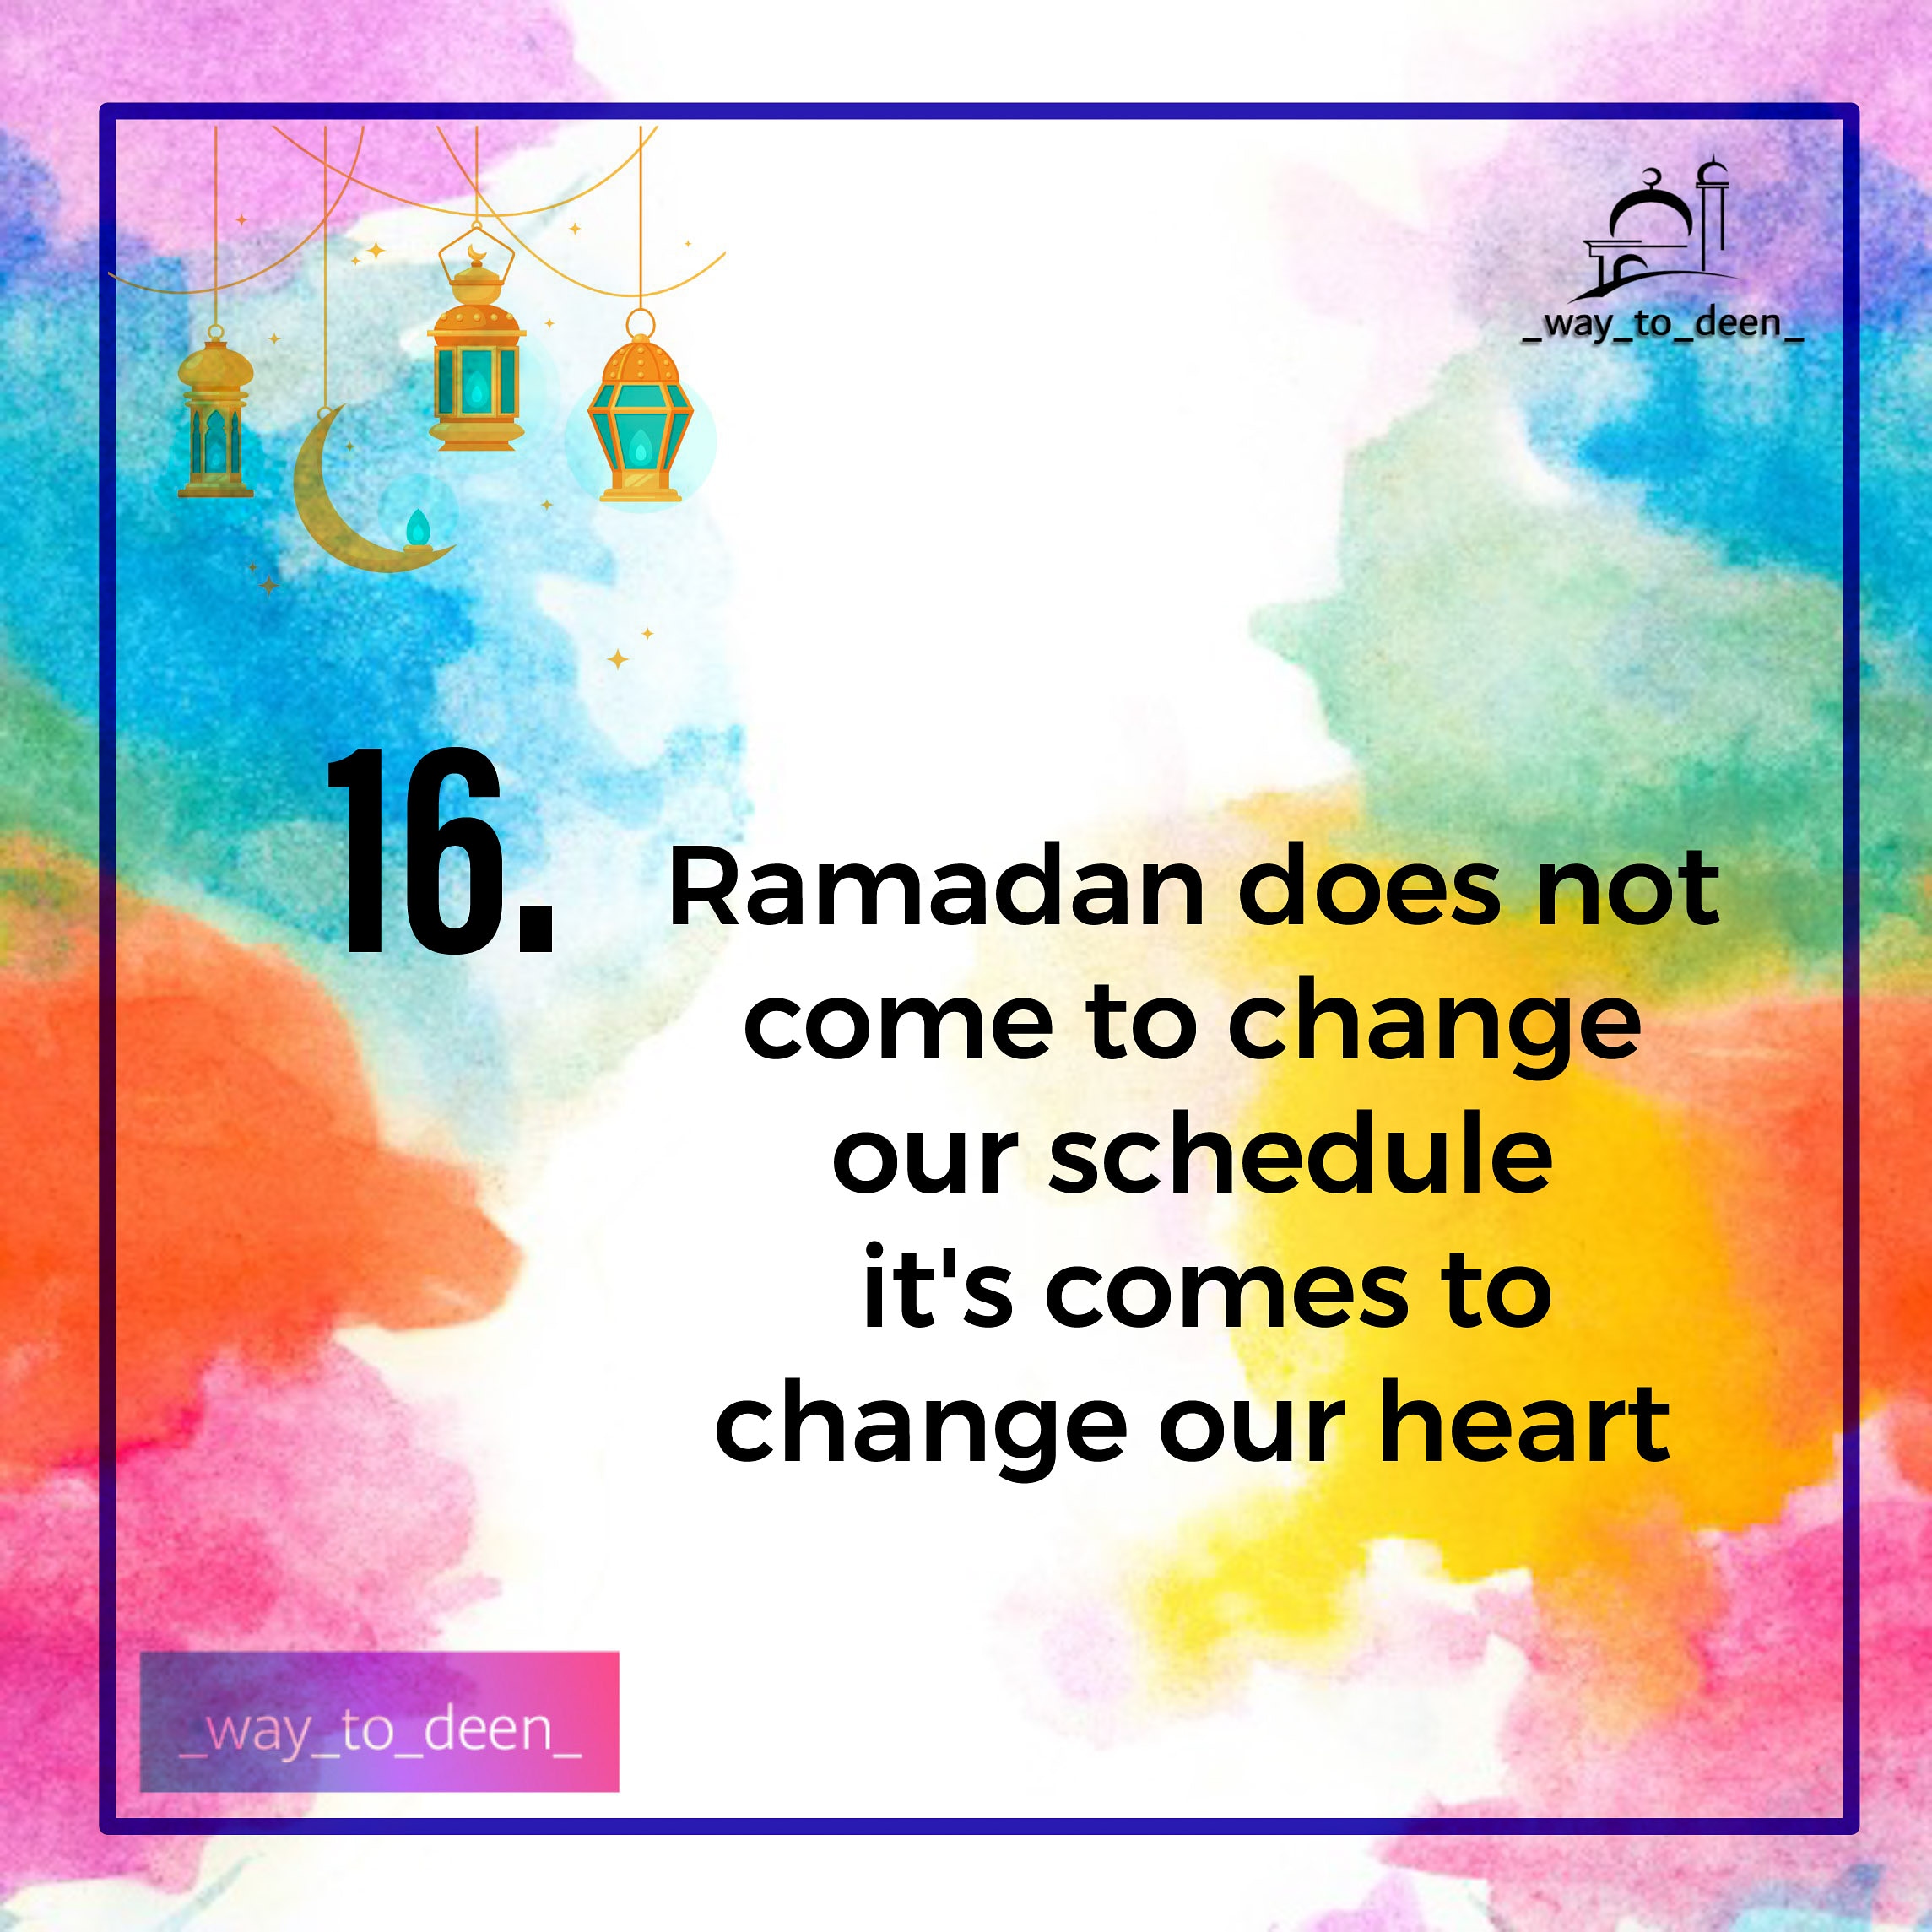 _way_to_deen_
16.
Ramadan does not
come to change
our schedule
it's comes to
change our heart
_way_to_deen_